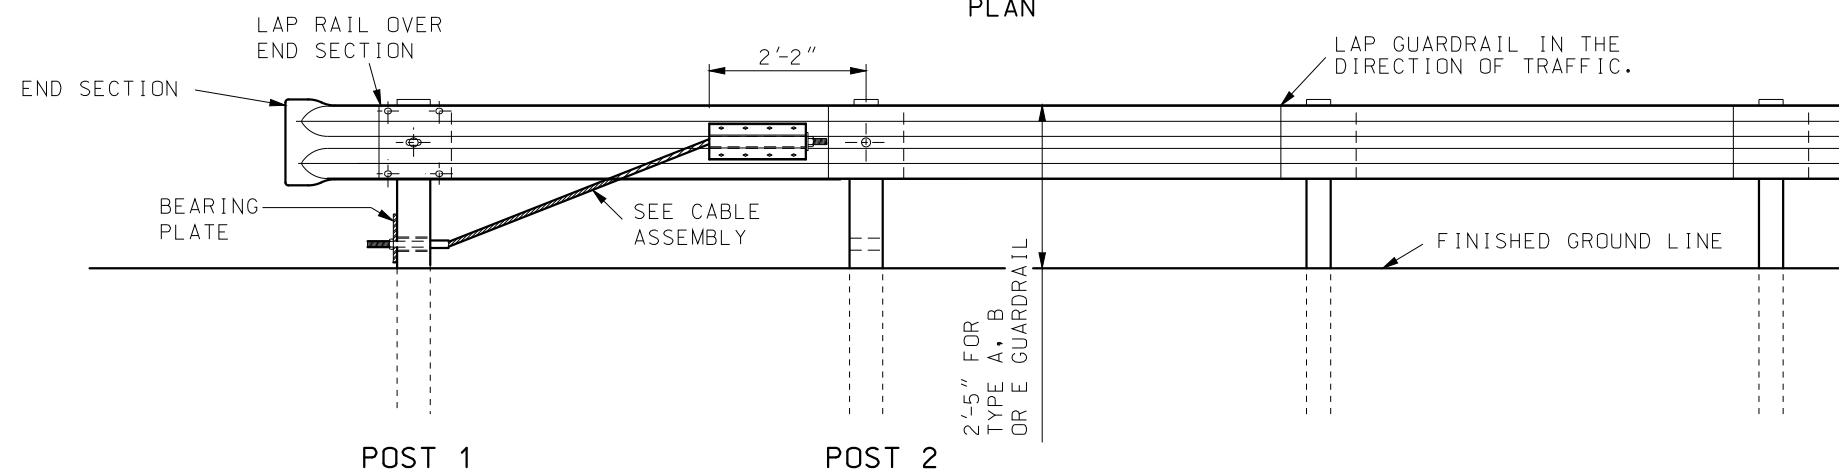 PLAN
LAP RAIL OVER
END SECTION
END SECTION
2'-2"
LAP GUARDRAIL IN THE
DIRECTION OF TRAFFIC.
BEARING
PLATE
SEE CABLE
ASSEMBLY
FINISHED GROUND LINE
2'-5" FOR
TYPE A, B
OR E GUARDRAIL
POST 1
POST 2